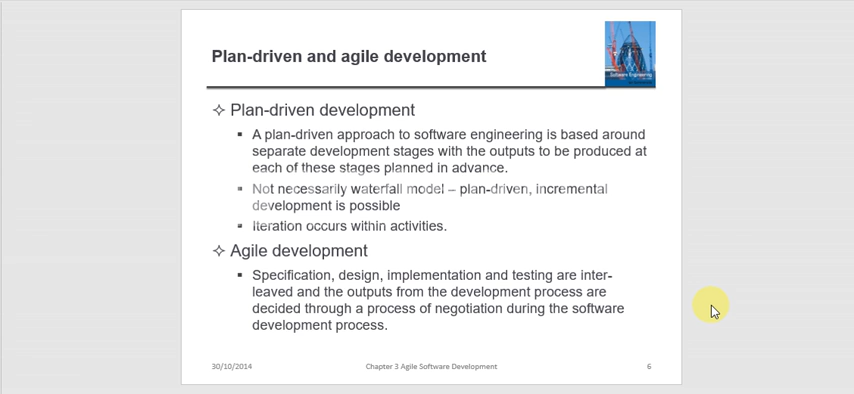 Plan-driven and agile development
Software Engineering
Plan-driven development
A plan-driven approach to software engineering is based around
separate development stages with the outputs to be produced at
each of these stages planned in advance.
Not necessarily waterfall model – plan-driven, incremental
development is possible
Iteration occurs within activities.
Agile development
Specification, design, implementation and testing are inter-
leaved and the outputs from the development process are
decided through a process of negotiation during the software
development process.
30/10/2014
Chapter 3 Agile Software Development
6